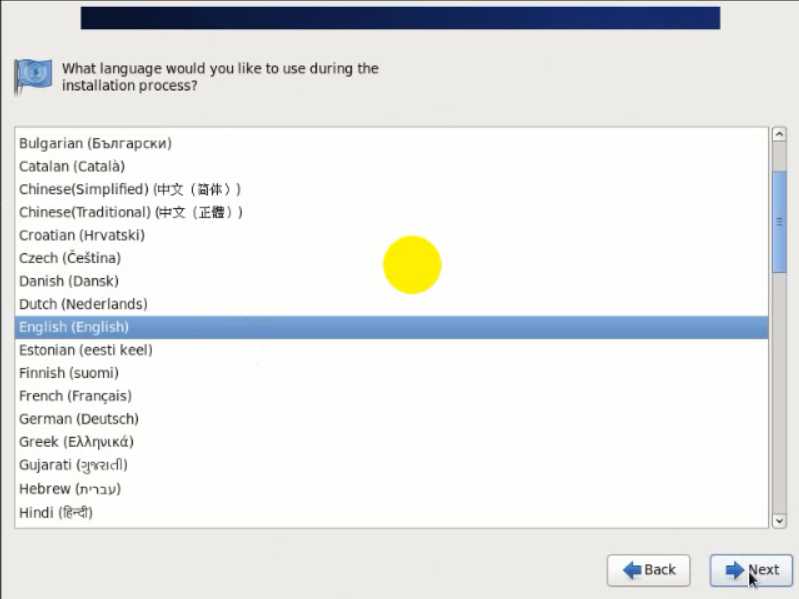 What language would you like to use during the
installation process?
Bulgarian (Български)
Catalan (Català)
Chinese(Simplified) (中文（简体）)
Chinese(Traditional) (中文（正體）)
Croatian (Hrvatski)
Czech (Čeština)
Danish (Dansk)
Dutch (Nederlands)
English (English)
Estonian (eesti keel)
Finnish (suomi)
French (Français)
German (Deutsch)
Greek (Ελληνικά)
Gujarati (ગુજરાતી)
Hebrew (עברית)
Hindi (हिन्दी)
Back
Next